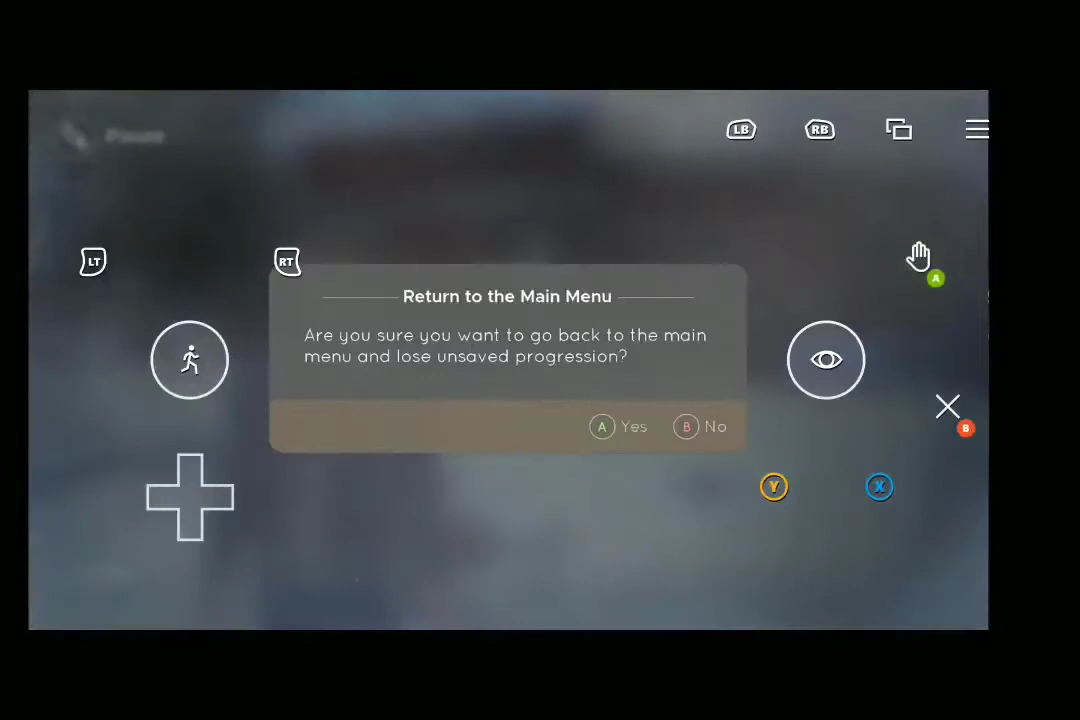 Pause
LB
RB
LT
RT
A
Return to the Main Menu
Are you sure you want to go back to the main
menu and lose unsaved progression?
A Yes
B No
B
Y
X